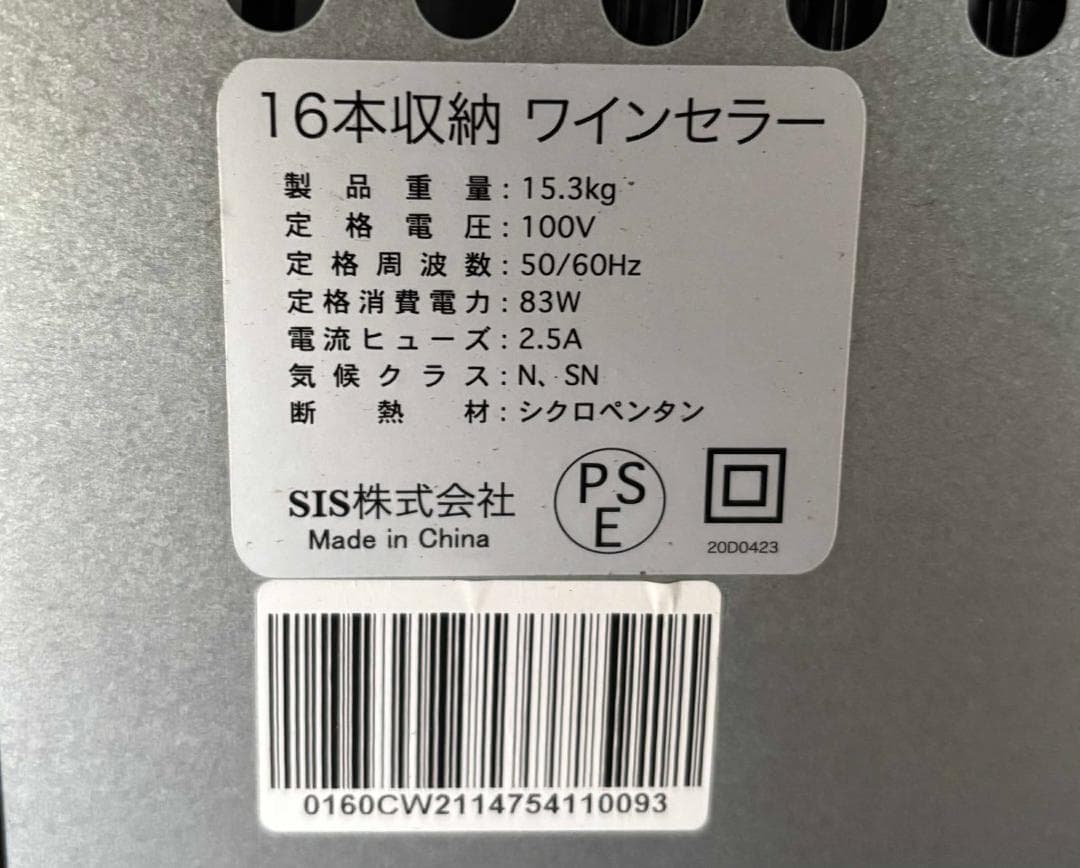 16本収納 ワインセラー
製品重量:15.3kg
定格電圧:100V
定格周波数:50/60Hz
定格消費電力:83W
電流ヒューズ:2.5A
気候クラス:N、SN
断熱材:シクロペンタン
SIS株式会社
Made in China
PSE
20D0423
0160CW2114754110093